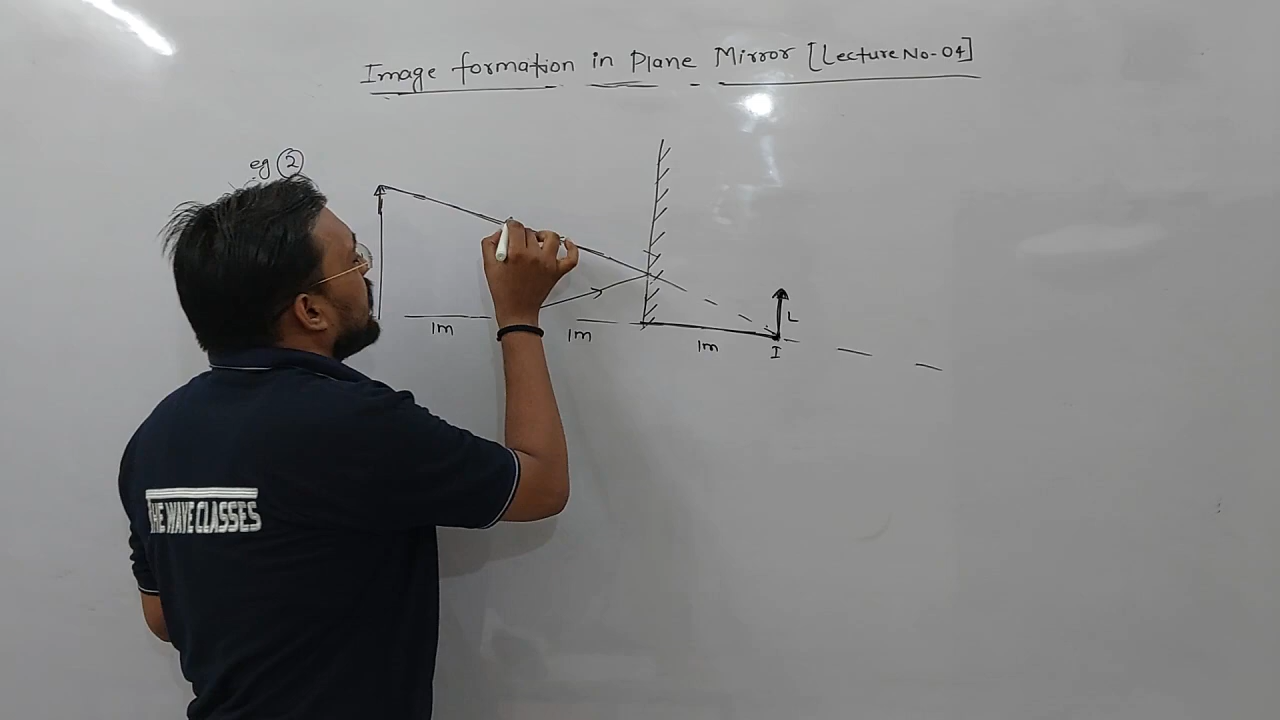 Image formation in Plane Mirror [Lecture No-04]
eg 2
1m
1m
1m
L
I
THE WAVE CLASSES